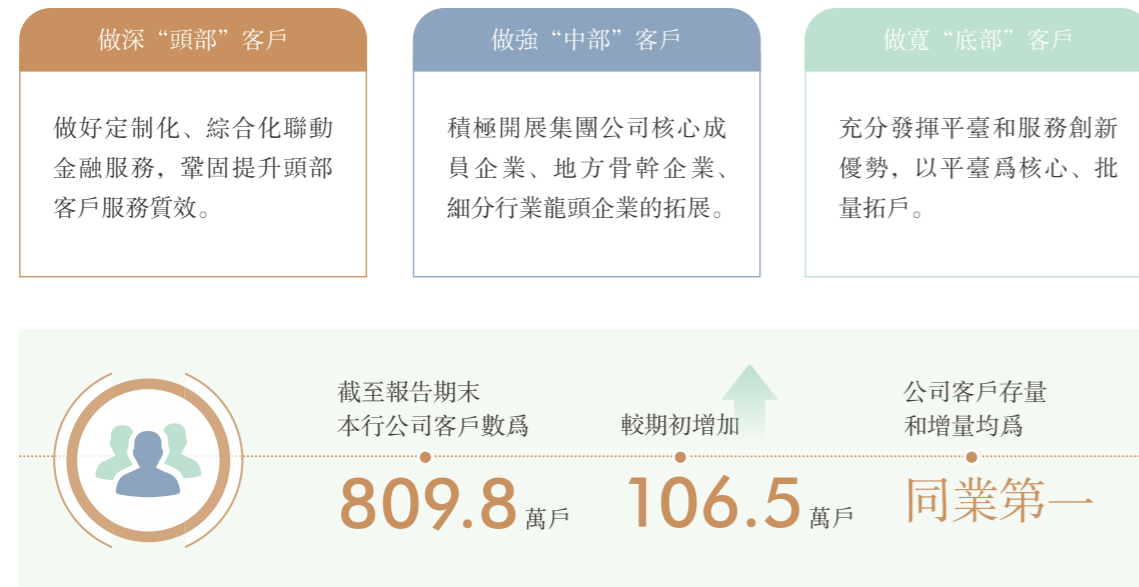 做深“頭部”客戶
做好定制化、綜合化聯動
金融服務，鞏固提升頭部
客戶服務質效。
做強“中部”客戶
積極開展集團公司核心成
員企業、地方骨幹企業、
細分行業龍頭企業的拓展。
做寬“底部”客戶
充分發揮平臺和服務創新
優勢，以平臺爲核心、批
量拓戶。
截至報告期末
本行公司客戶數爲
809.8 萬戶
較期初增加
106.5 萬戶
公司客戶存量
和增量均爲
同業第一